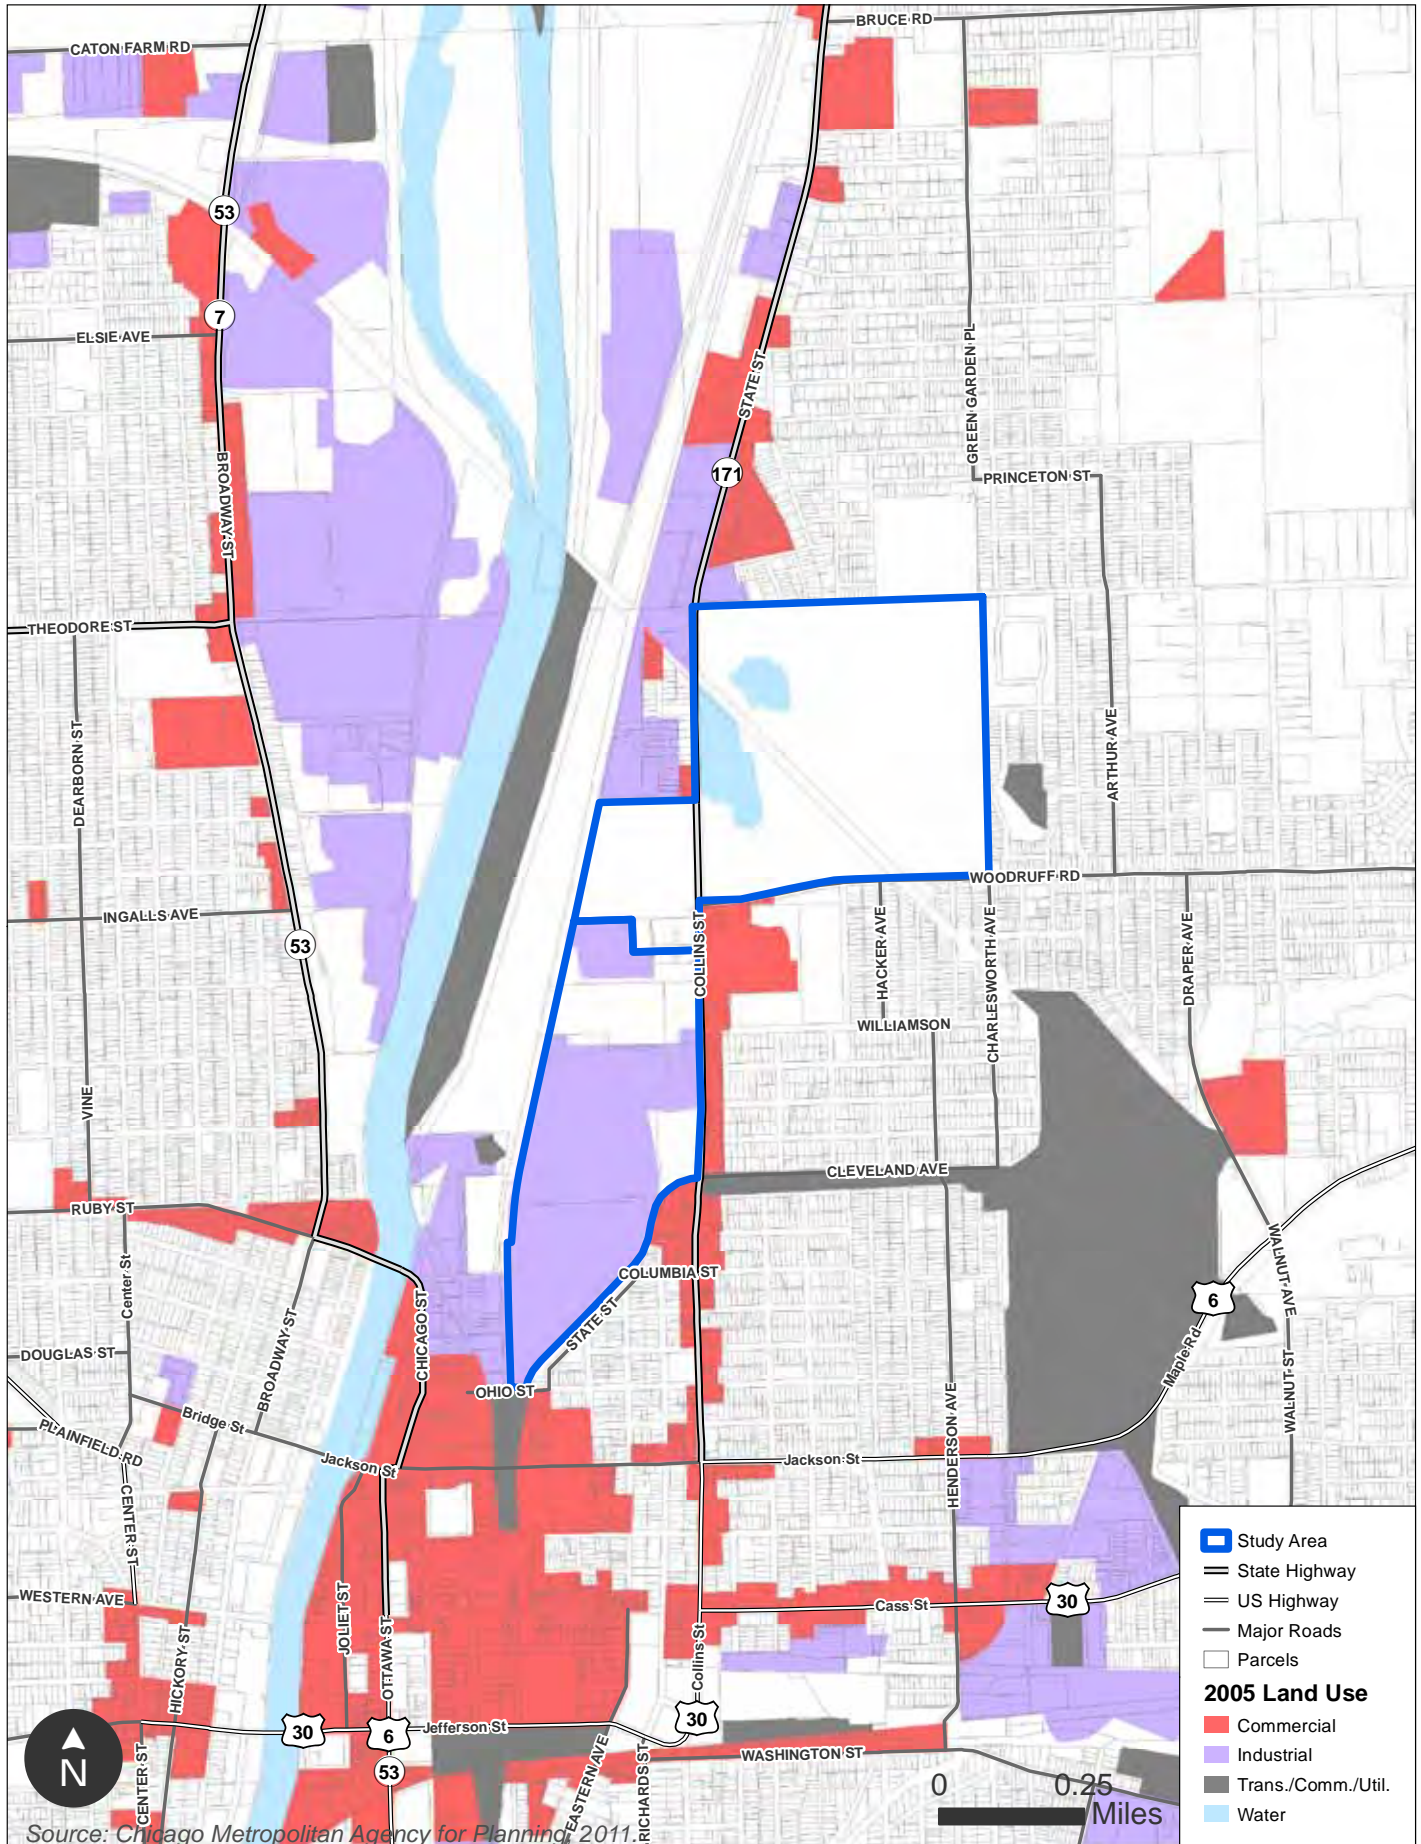 BRUCE RD
CATON FARM RD
53
7
ELSIE AVE
STATE ST
GREEN GARDEN PL
171
PRINCETON ST
BROADWAY ST
THEODORE ST
DEARBORN ST
ARTHUR AVE
WOODRUFF RD
INGALLS AVE
53
COLLINS ST
HACKER AVE
CHARLESWORTH AVE
DRAPER AVE
WILLIAMSON
VINE
CLEVELAND AVE
RUBY ST
Center St
COLUMBIA ST
WALNUT AVE
6
CHICAGO ST
BROADWAY ST
STATE ST
DOUGLAS ST
Maple Rd
OHIO ST
HENDERSON AVE
WALNUT ST
Bridge St
PLAINFIELD RD
Jackson St
Jackson St
CENTER ST
WESTERN AVE
JOLIET ST
OTTAWA ST
HICKORY ST
Cass St
30
Collins St
30
6
Jefferson St
30
53
WASHINGTON ST
CENTER ST
EASTERN AVE
RICHARDS ST
N
0 0.25
Miles
Study Area
State Highway
US Highway
Major Roads
Parcels
2005 Land Use
Commercial
Industrial
Trans./Comm./Util.
Water
Source: Chicago Metropolitan Agency for Planning, 2011.